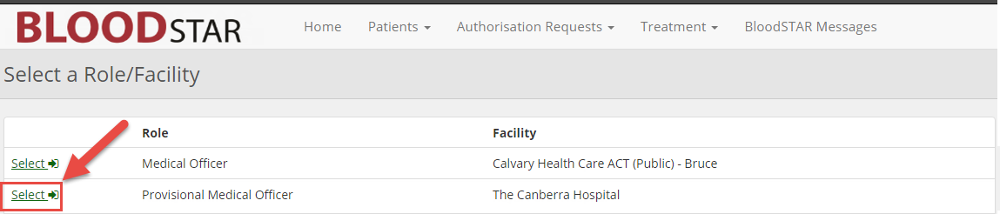 BLOODSTAR Home Patients Authorisation Requests Treatment BloodSTAR Messages
Select a Role/Facility
Role Facility
Select Medical Officer Calvary Health Care ACT (Public) - Bruce
Select Provisional Medical Officer The Canberra Hospital